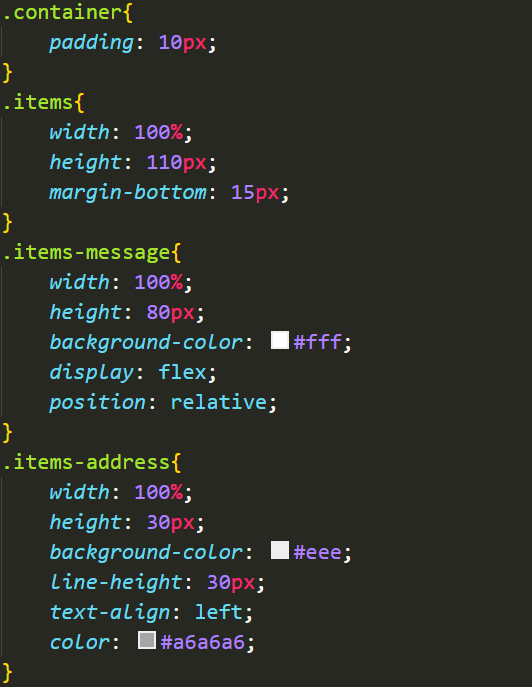 .container{
    padding: 10px;
}
.items{
    width: 100%;
    height: 110px;
    margin-bottom: 15px;
}
.items-message{
    width: 100%;
    height: 80px;
    background-color: #fff;
    display: flex;
    position: relative;
}
.items-address{
    width: 100%;
    height: 30px;
    background-color: #eee;
    line-height: 30px;
    text-align: left;
    color: #a6a6a6;
}